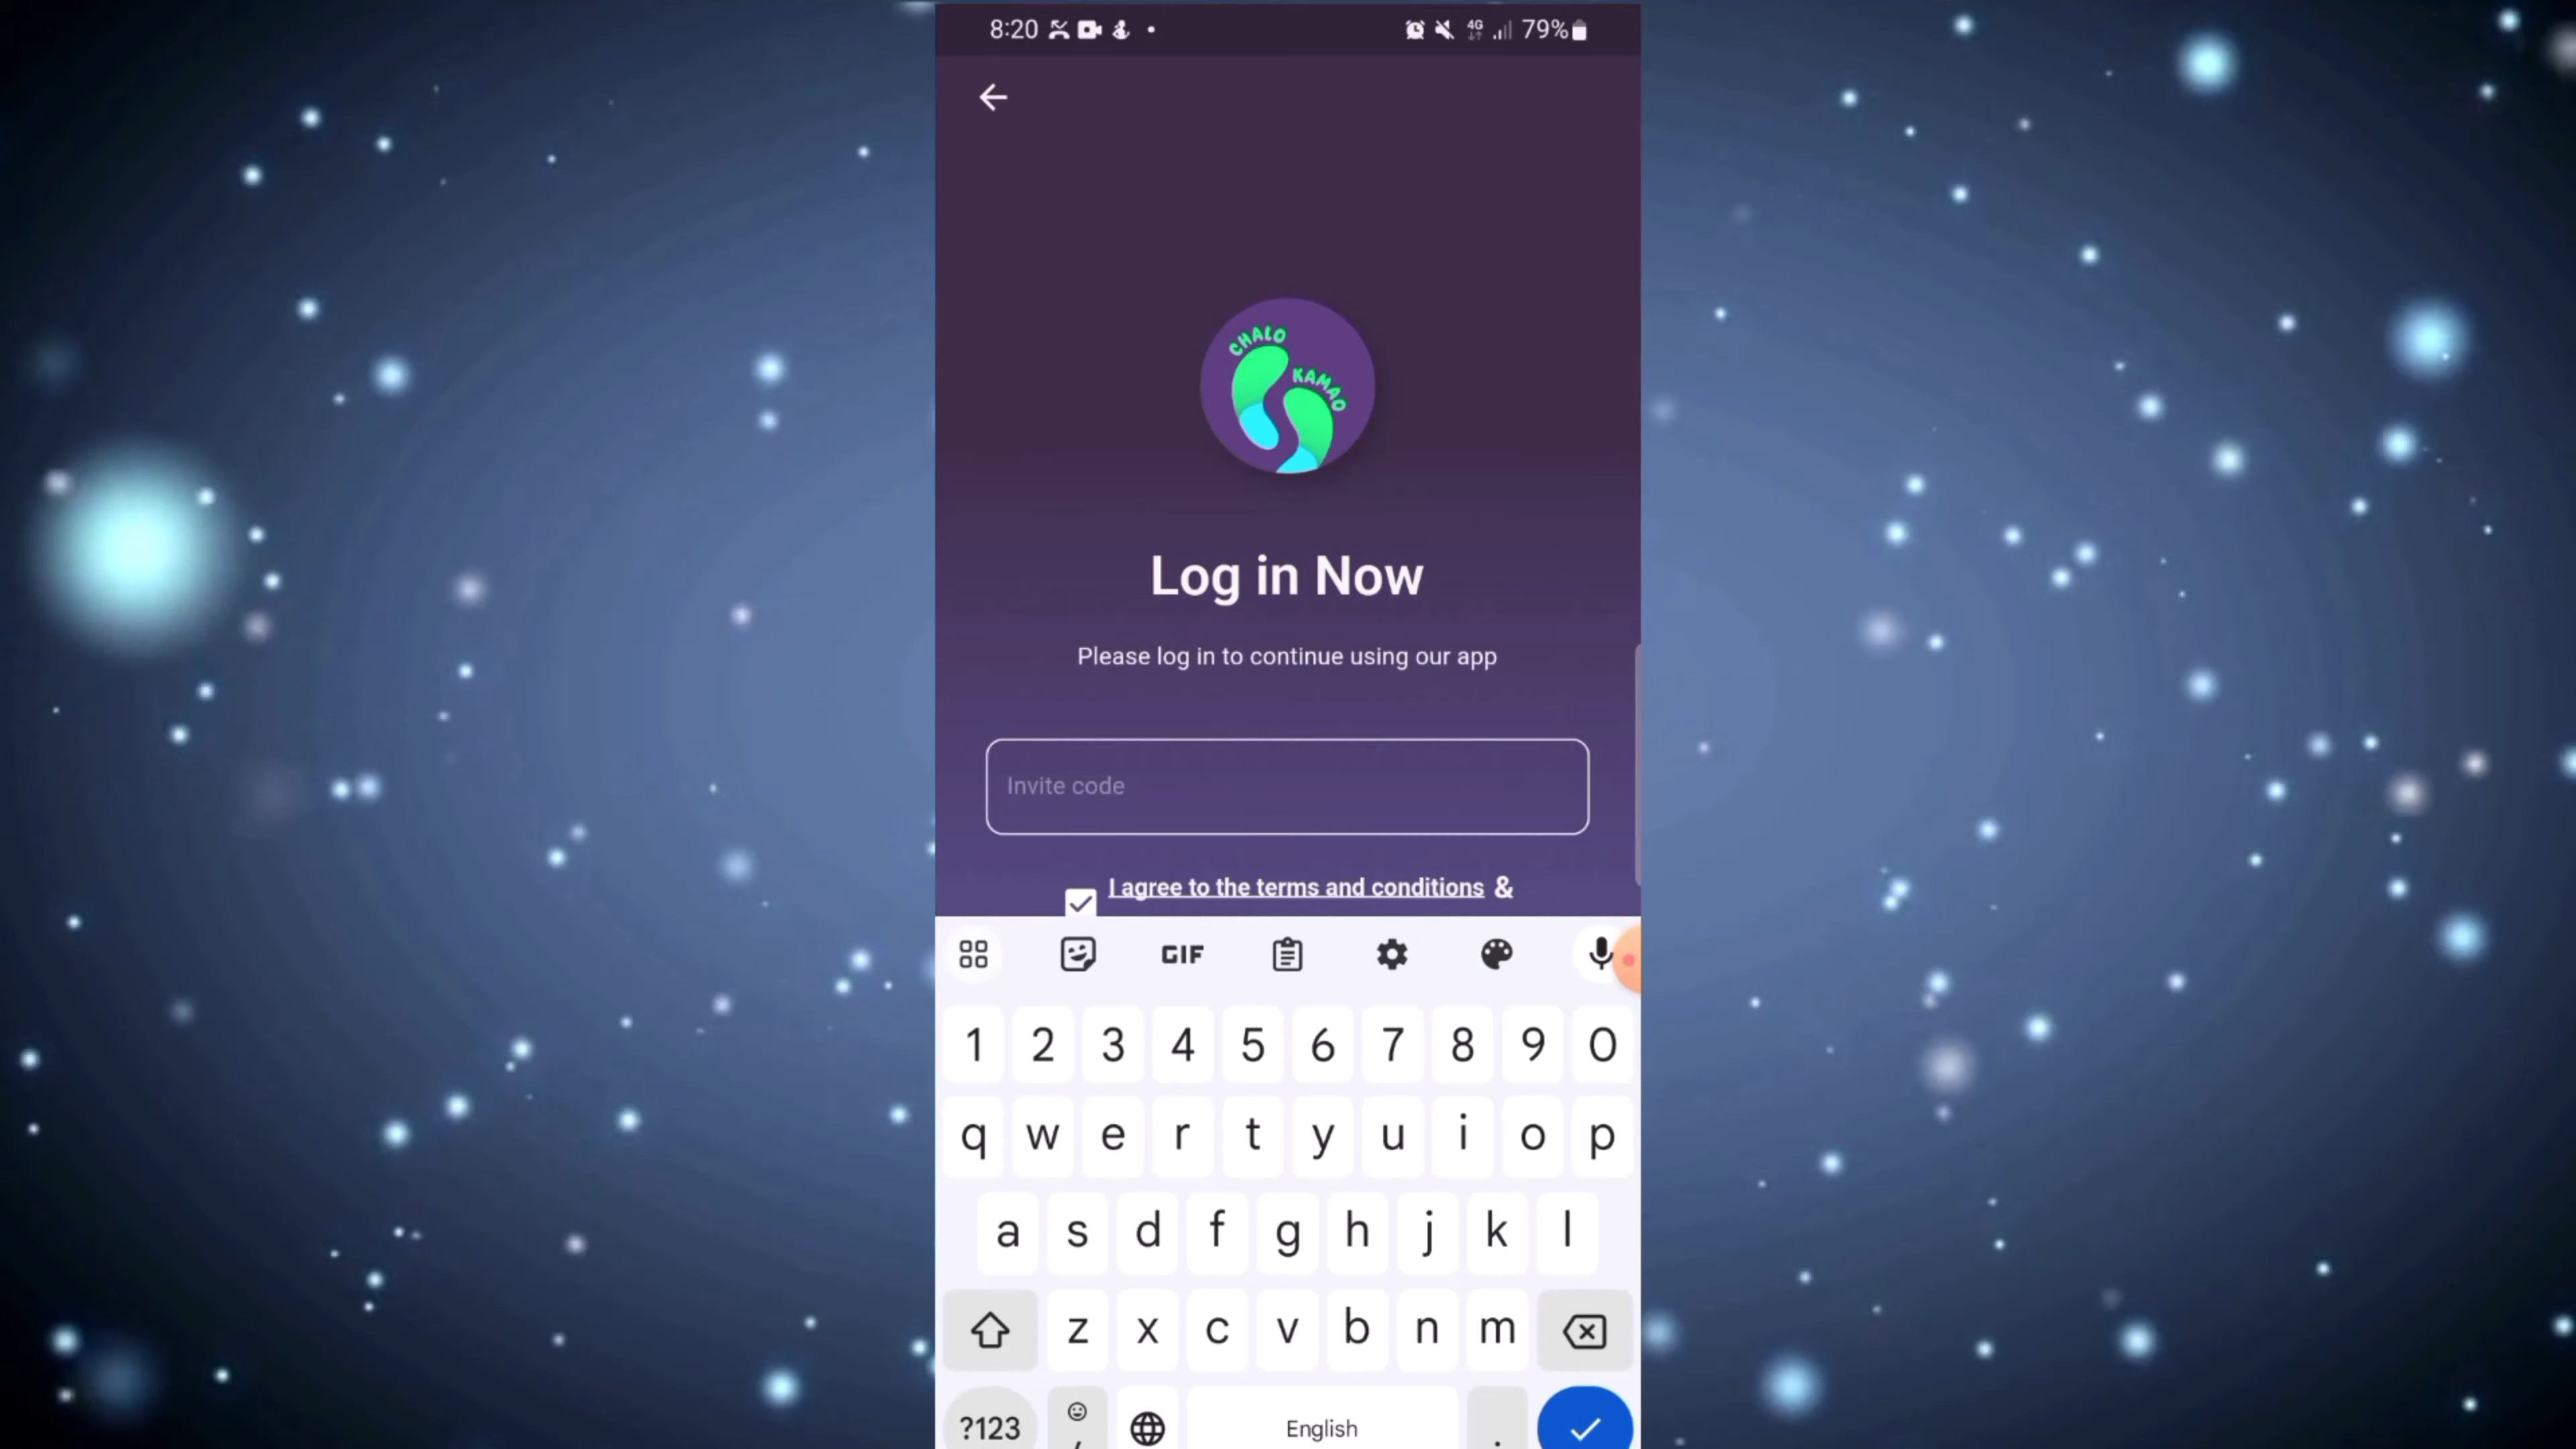 8:20
4G
79%
CHALO
KAMAO
Log in Now
Please log in to continue using our app
Invite code
I agree to the terms and conditions &
GIF
1 2 3 4 5 6 7 8 9 0
q w e r t y u i o p
a s d f g h j k l
z x c v b n m
?123
English
.